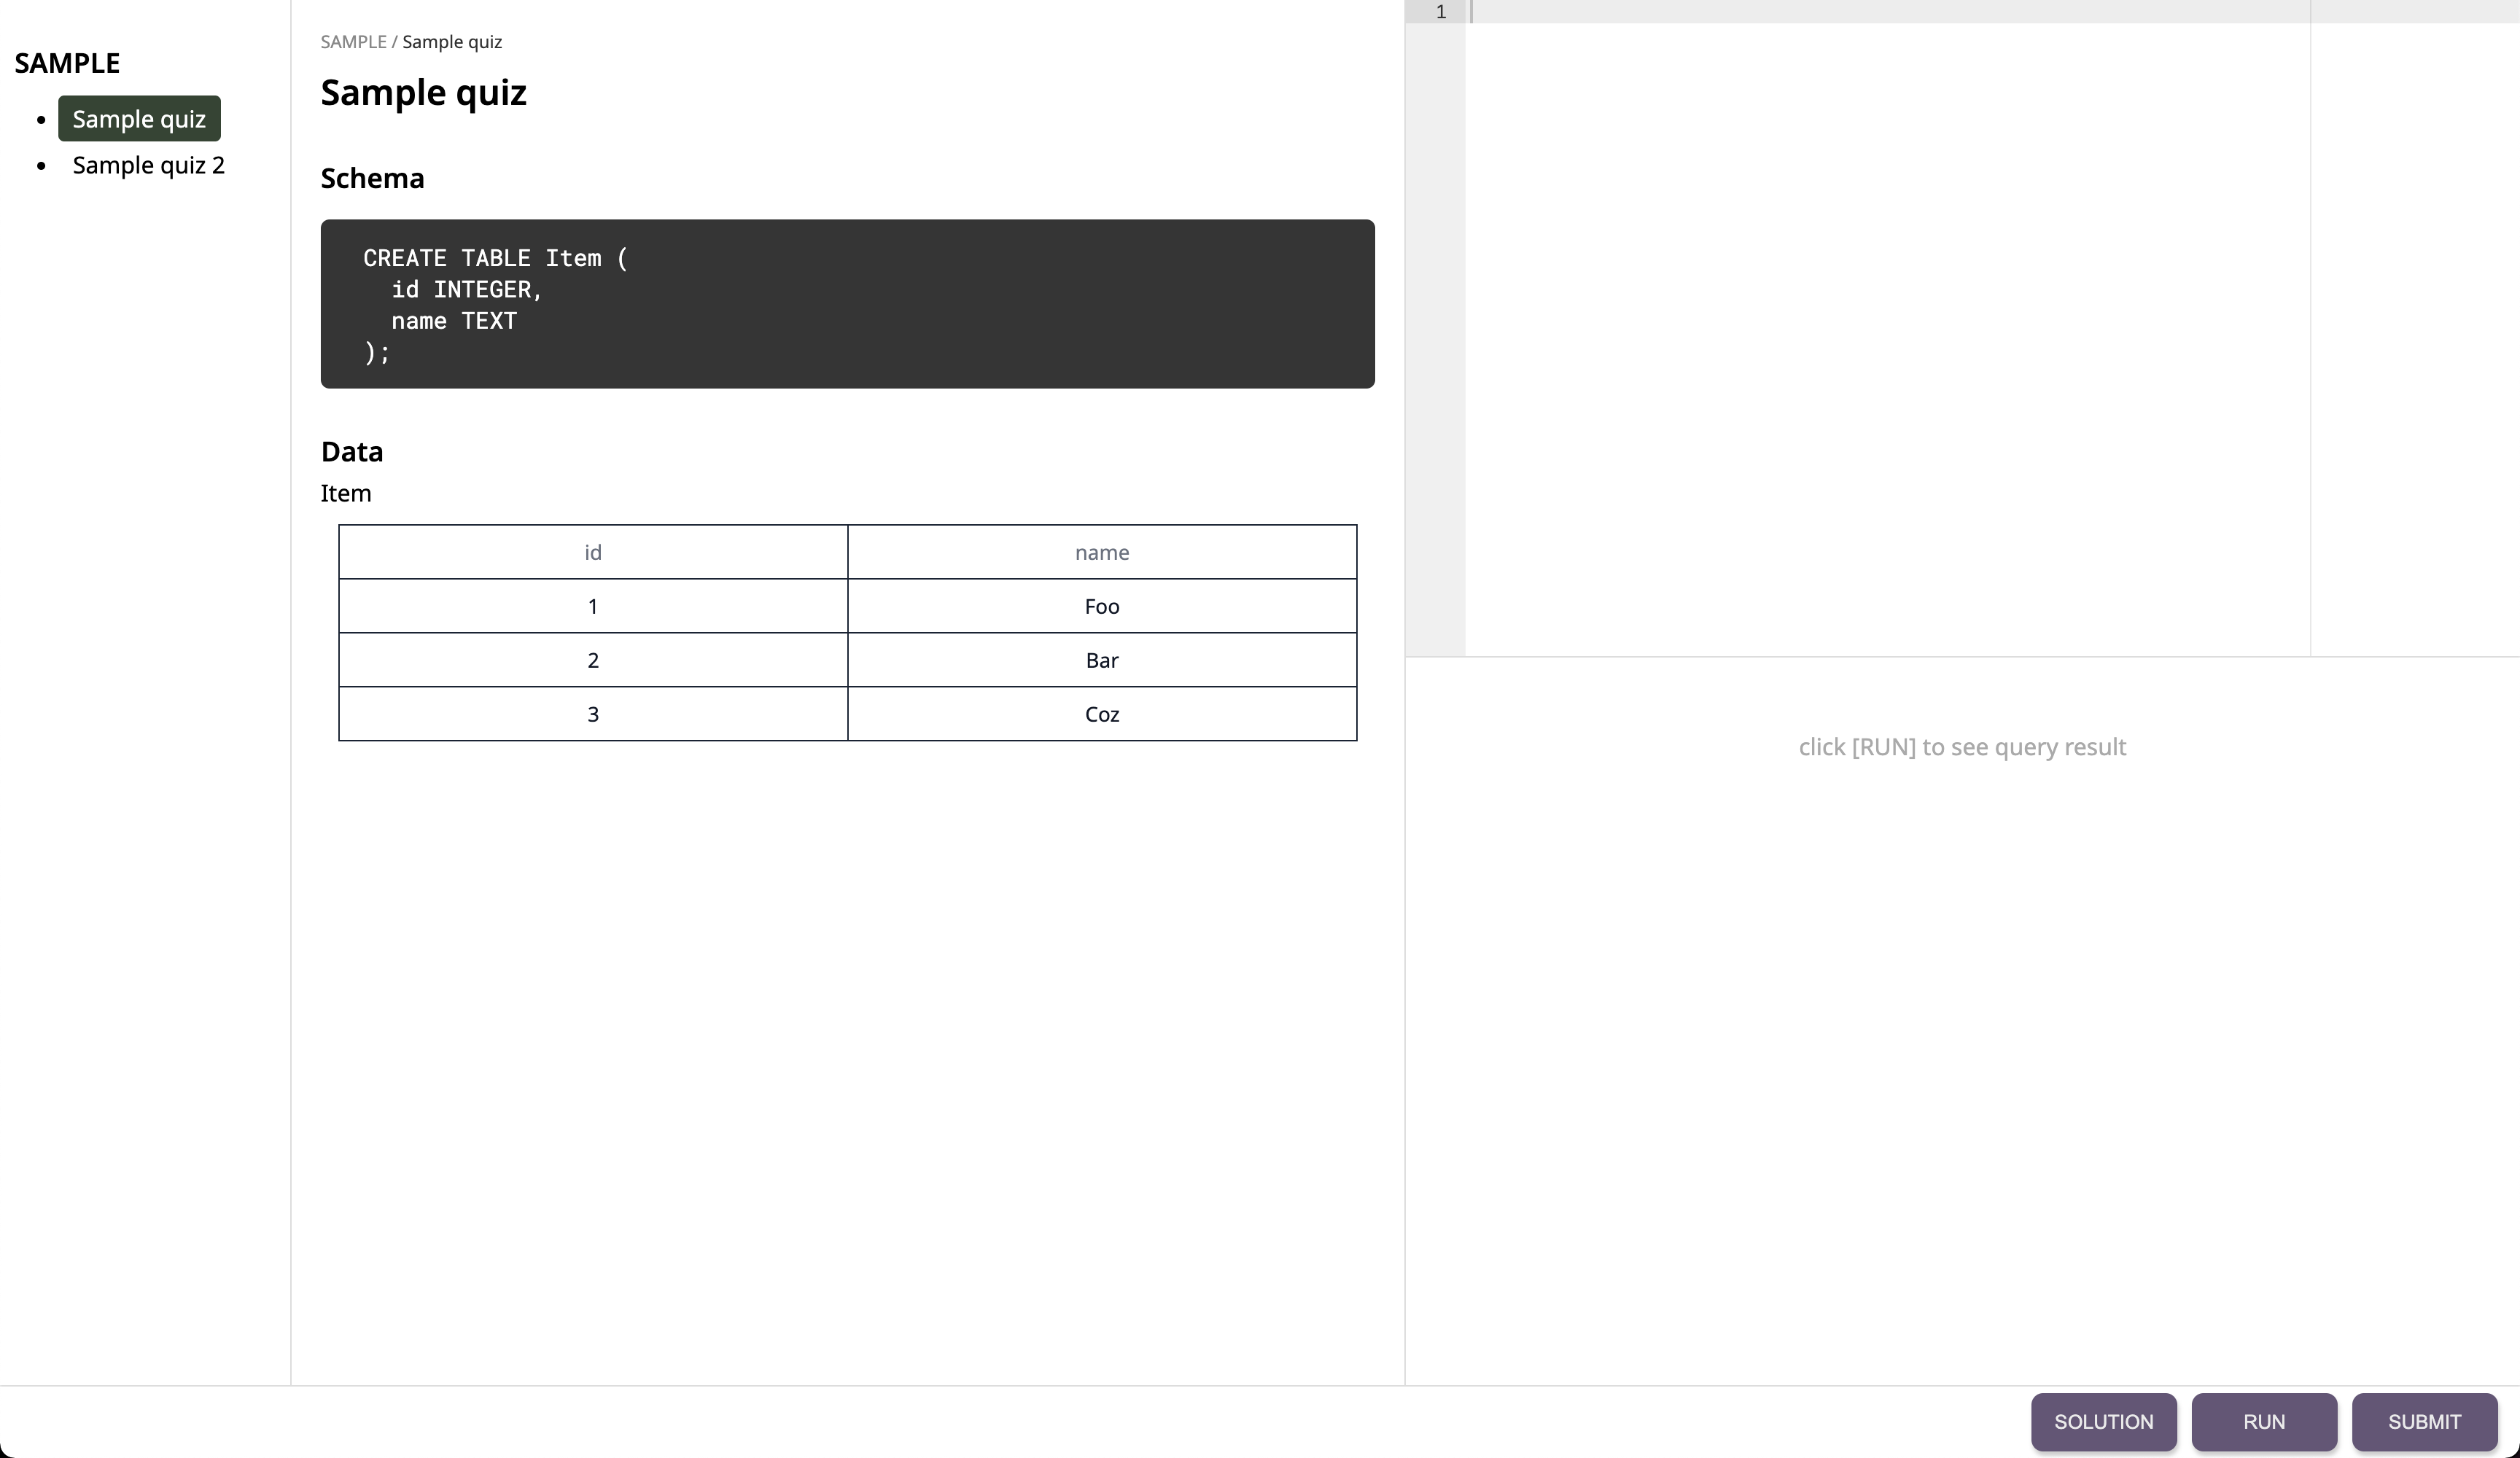 SAMPLE
Sample quiz
Sample quiz 2
SAMPLE / Sample quiz
Sample quiz
Schema
CREATE TABLE Item (
  id INTEGER,
  name TEXT
);
Data
Item
id name
1 Foo
2 Bar
3 Coz
1
click [RUN] to see query result
SOLUTION RUN SUBMIT